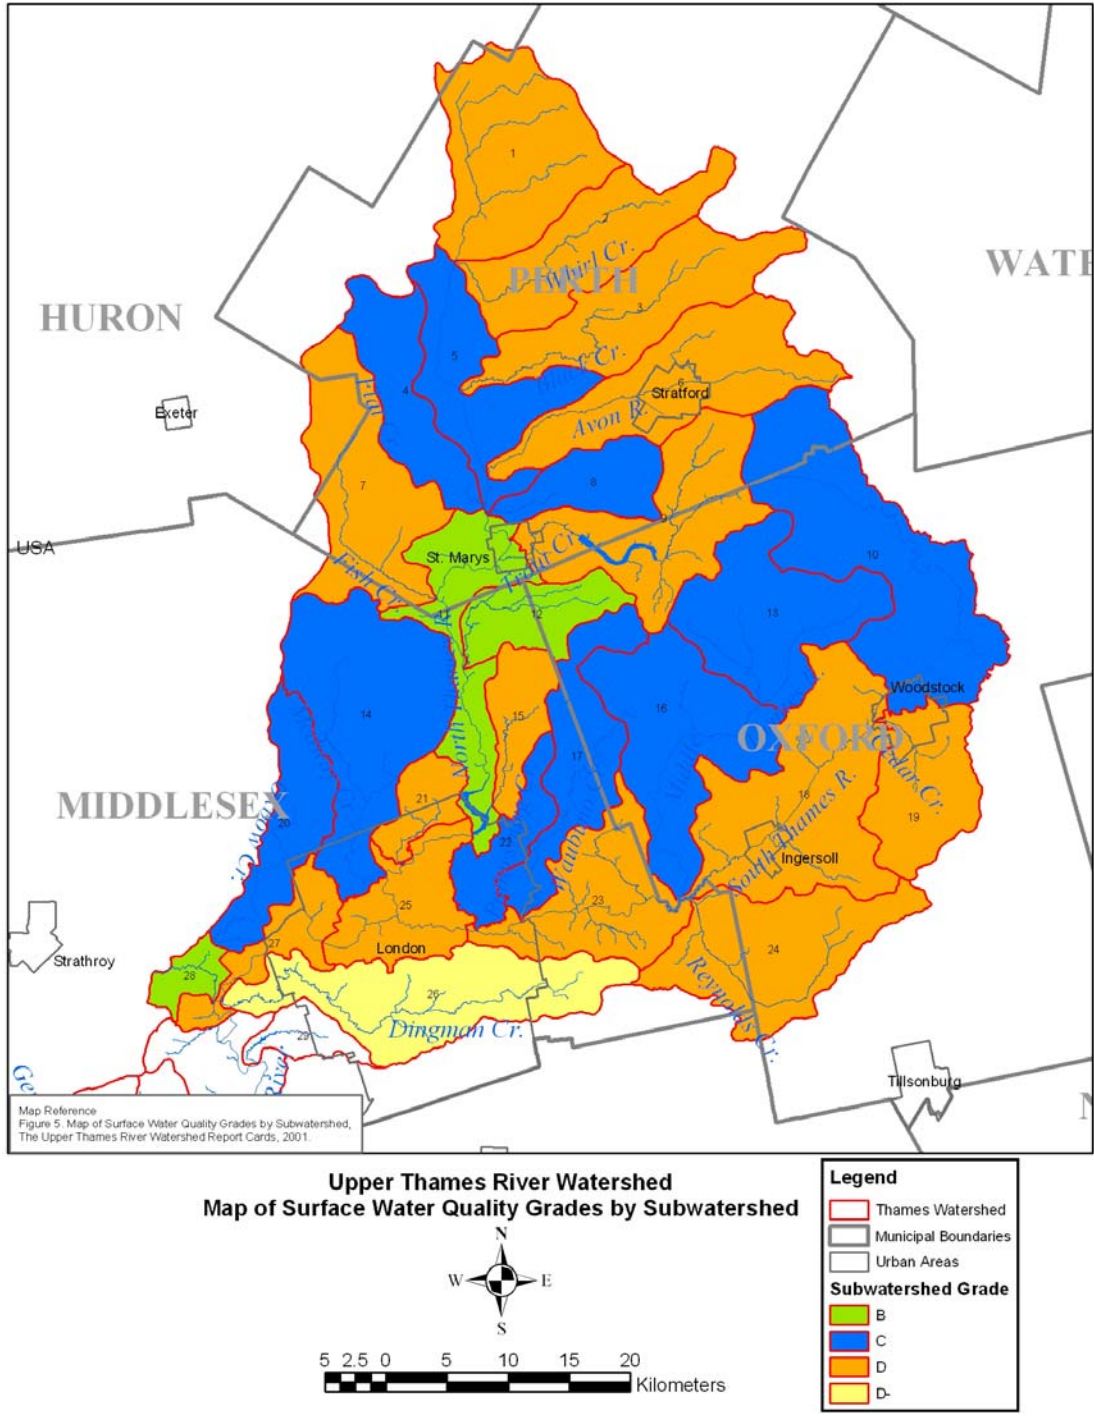 1
2
Whirl Cr.
PERTH
WATE
HURON
3
5
Black Cr.
4
6
Stratford
Exeter
Avon R.
7
8
9
USA
St. Marys
Trout Cr.
10
Fish Cr.
11
12
13
14
15
16
Woodstock
17
OXFORD
Cedar Cr.
MIDDLESEX
21
18
19
20
22
South Thames R.
Ingersoll
25
23
24
27
London
Strathroy
28
26
Reynolds Cr.
Dingman Cr.
29
River
Tillsonburg
Map Reference
Figure 5. Map of Surface Water Quality Grades by Subwatershed,
The Upper Thames River Watershed Report Cards, 2001.
Upper Thames River Watershed
Map of Surface Water Quality Grades by Subwatershed
N
W E
S
5 2.5 0 5 10 15 20
Kilometers
Legend
Thames Watershed
Municipal Boundaries
Urban Areas
Subwatershed Grade
B
C
D
D-